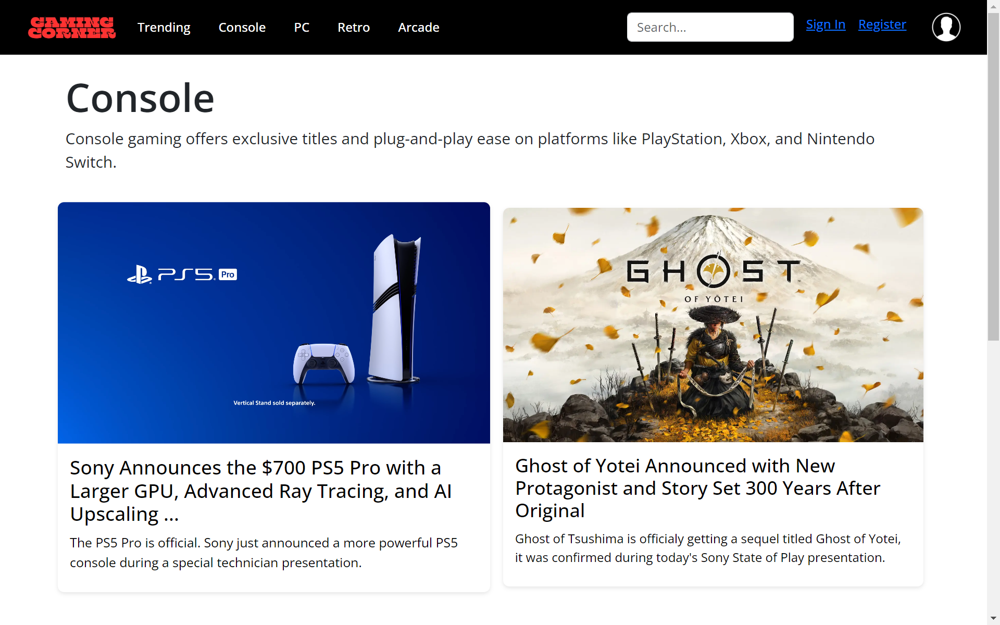 GAMING
CORNER
Trending
Console
PC
Retro
Arcade
Search...
Sign In
Register
Console
Console gaming offers exclusive titles and plug-and-play ease on platforms like PlayStation, Xbox, and Nintendo
Switch.
PS5 Pro
Vertical Stand sold separately.
Sony Announces the $700 PS5 Pro with a
Larger GPU, Advanced Ray Tracing, and AI
Upscaling ...
The PS5 Pro is official. Sony just announced a more powerful PS5
console during a special technician presentation.
GHOST
OF YŌTEI
Ghost of Yotei Announced with New
Protagonist and Story Set 300 Years After
Original
Ghost of Tsushima is officialy getting a sequel titled Ghost of Yotei,
it was confirmed during today's Sony State of Play presentation.